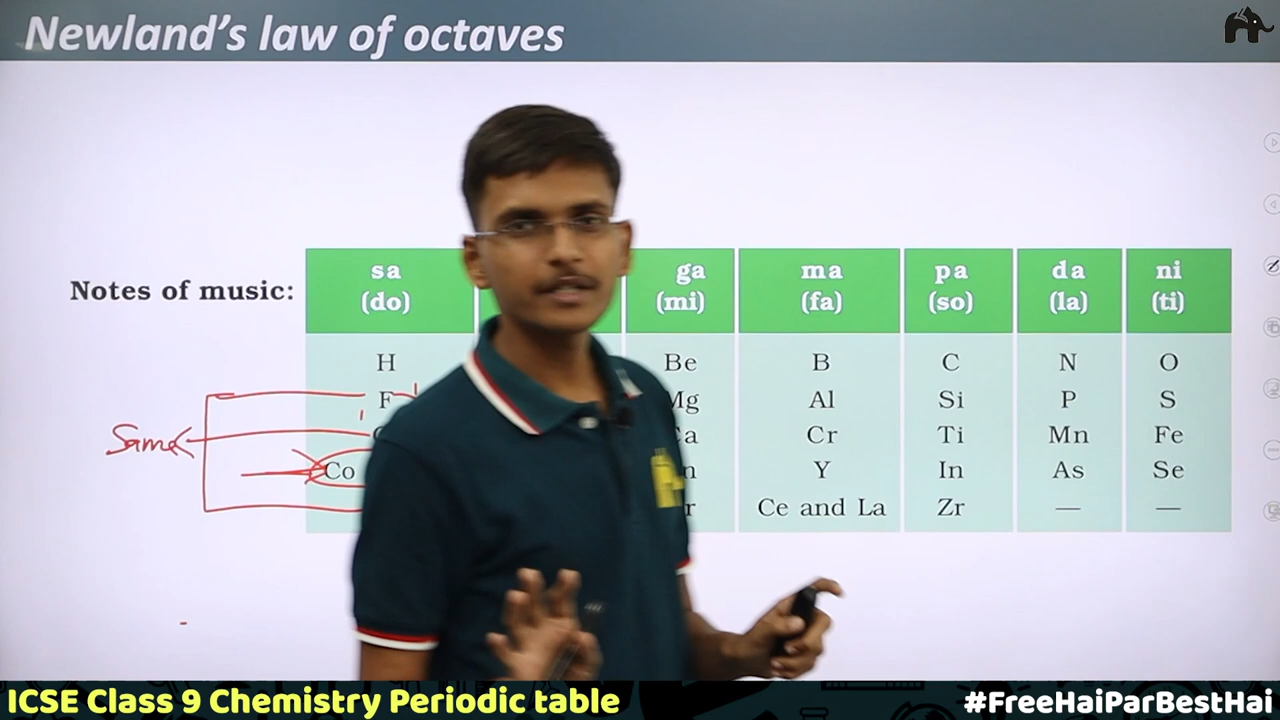 Newland's law of octaves
Notes of music:
sa ga ma pa da ni
(do) (mi) (fa) (so) (la) (ti)
H Be B C N O
F Mg Al Si P S
Cr Ti Mn Fe
Co Y In As Se
Ce and La Zr — —
Same
ICSE Class 9 Chemistry Periodic table
#FreeHaiParBestHai